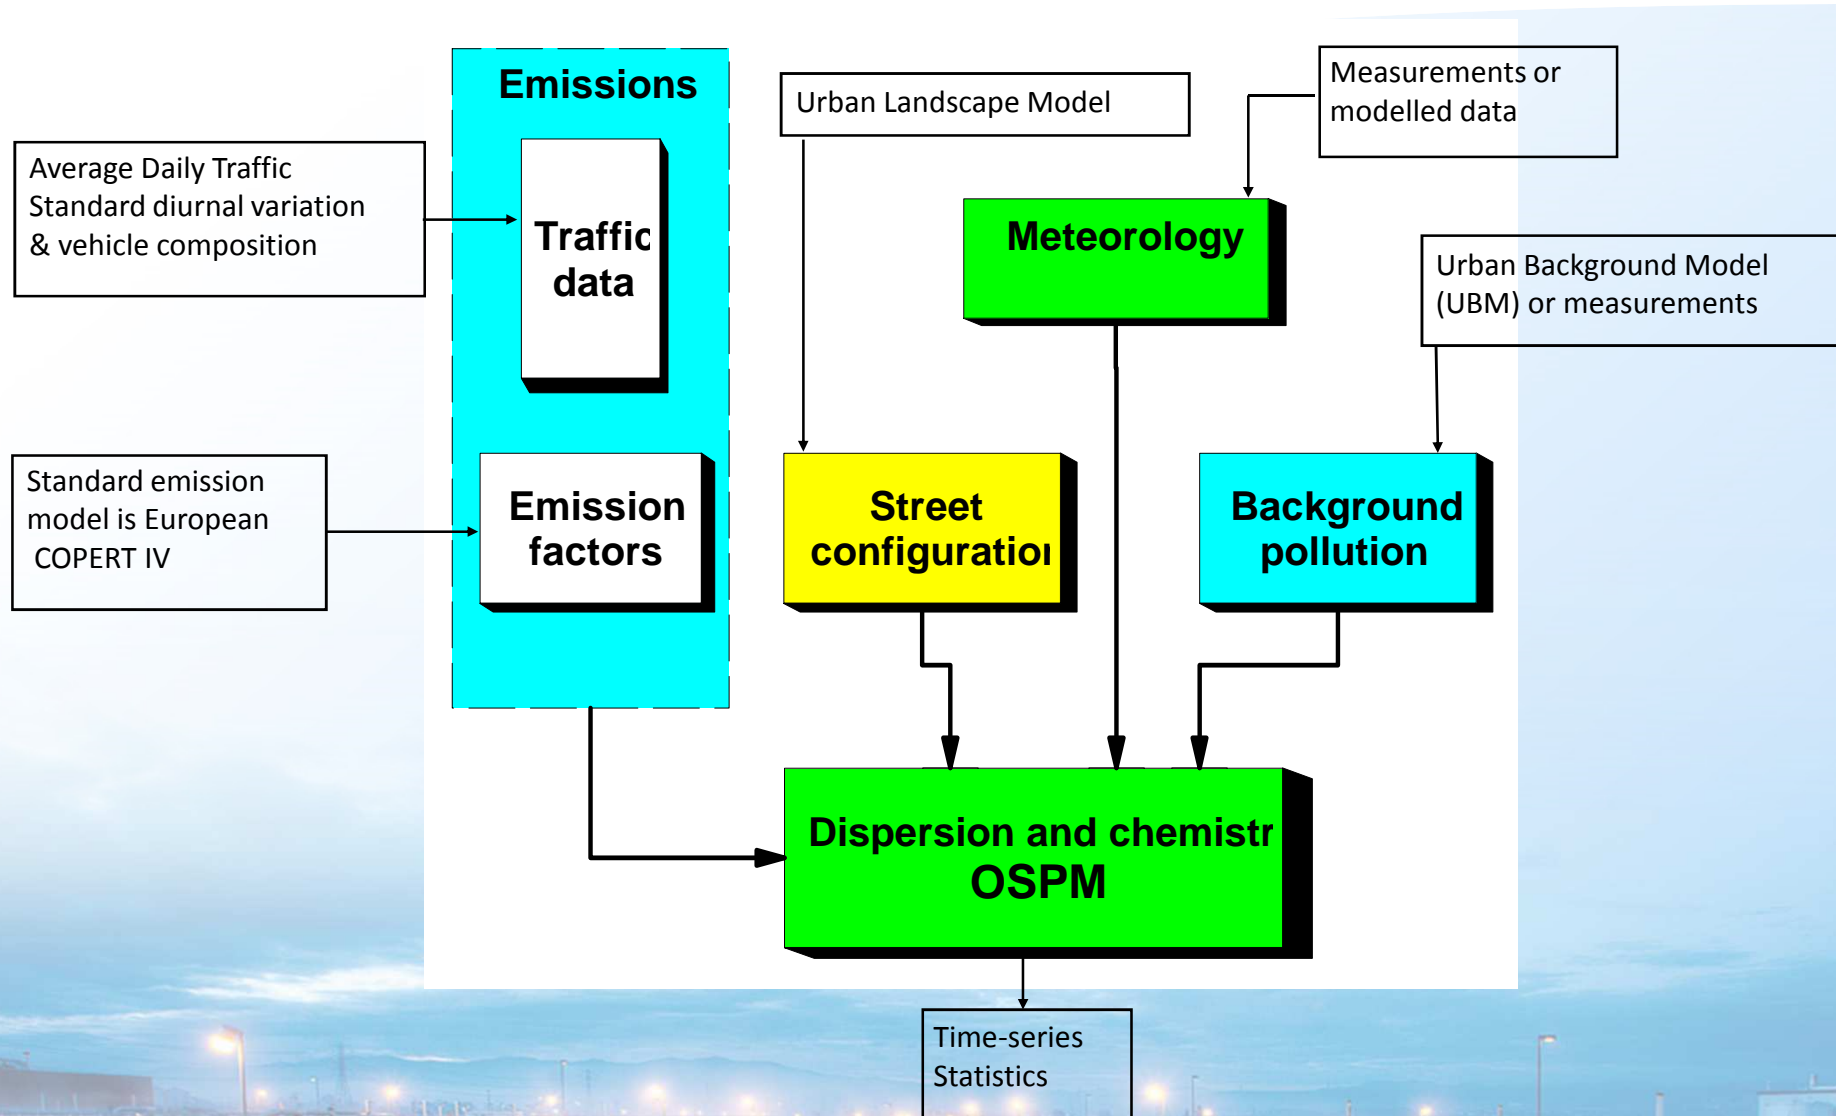 Emissions
Urban Landscape Model
Measurements or
modelled data
Average Daily Traffic
Standard diurnal variation
& vehicle composition
Traffic
data
Meteorology
Urban Background Model
(UBM) or measurements
Standard emission
model is European
COPERT IV
Emission
factors
Street
configuration
Background
pollution
Dispersion and chemistr
OSPM
Time-series
Statistics